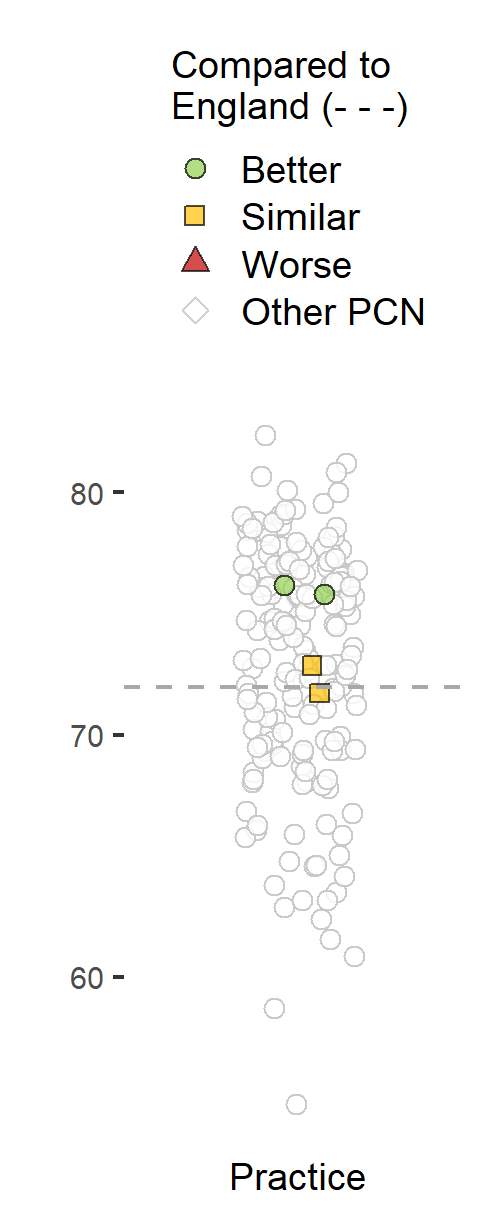 Compared to
England (- - -)
Better
Similar
Worse
Other PCN
80
70
60
Practice